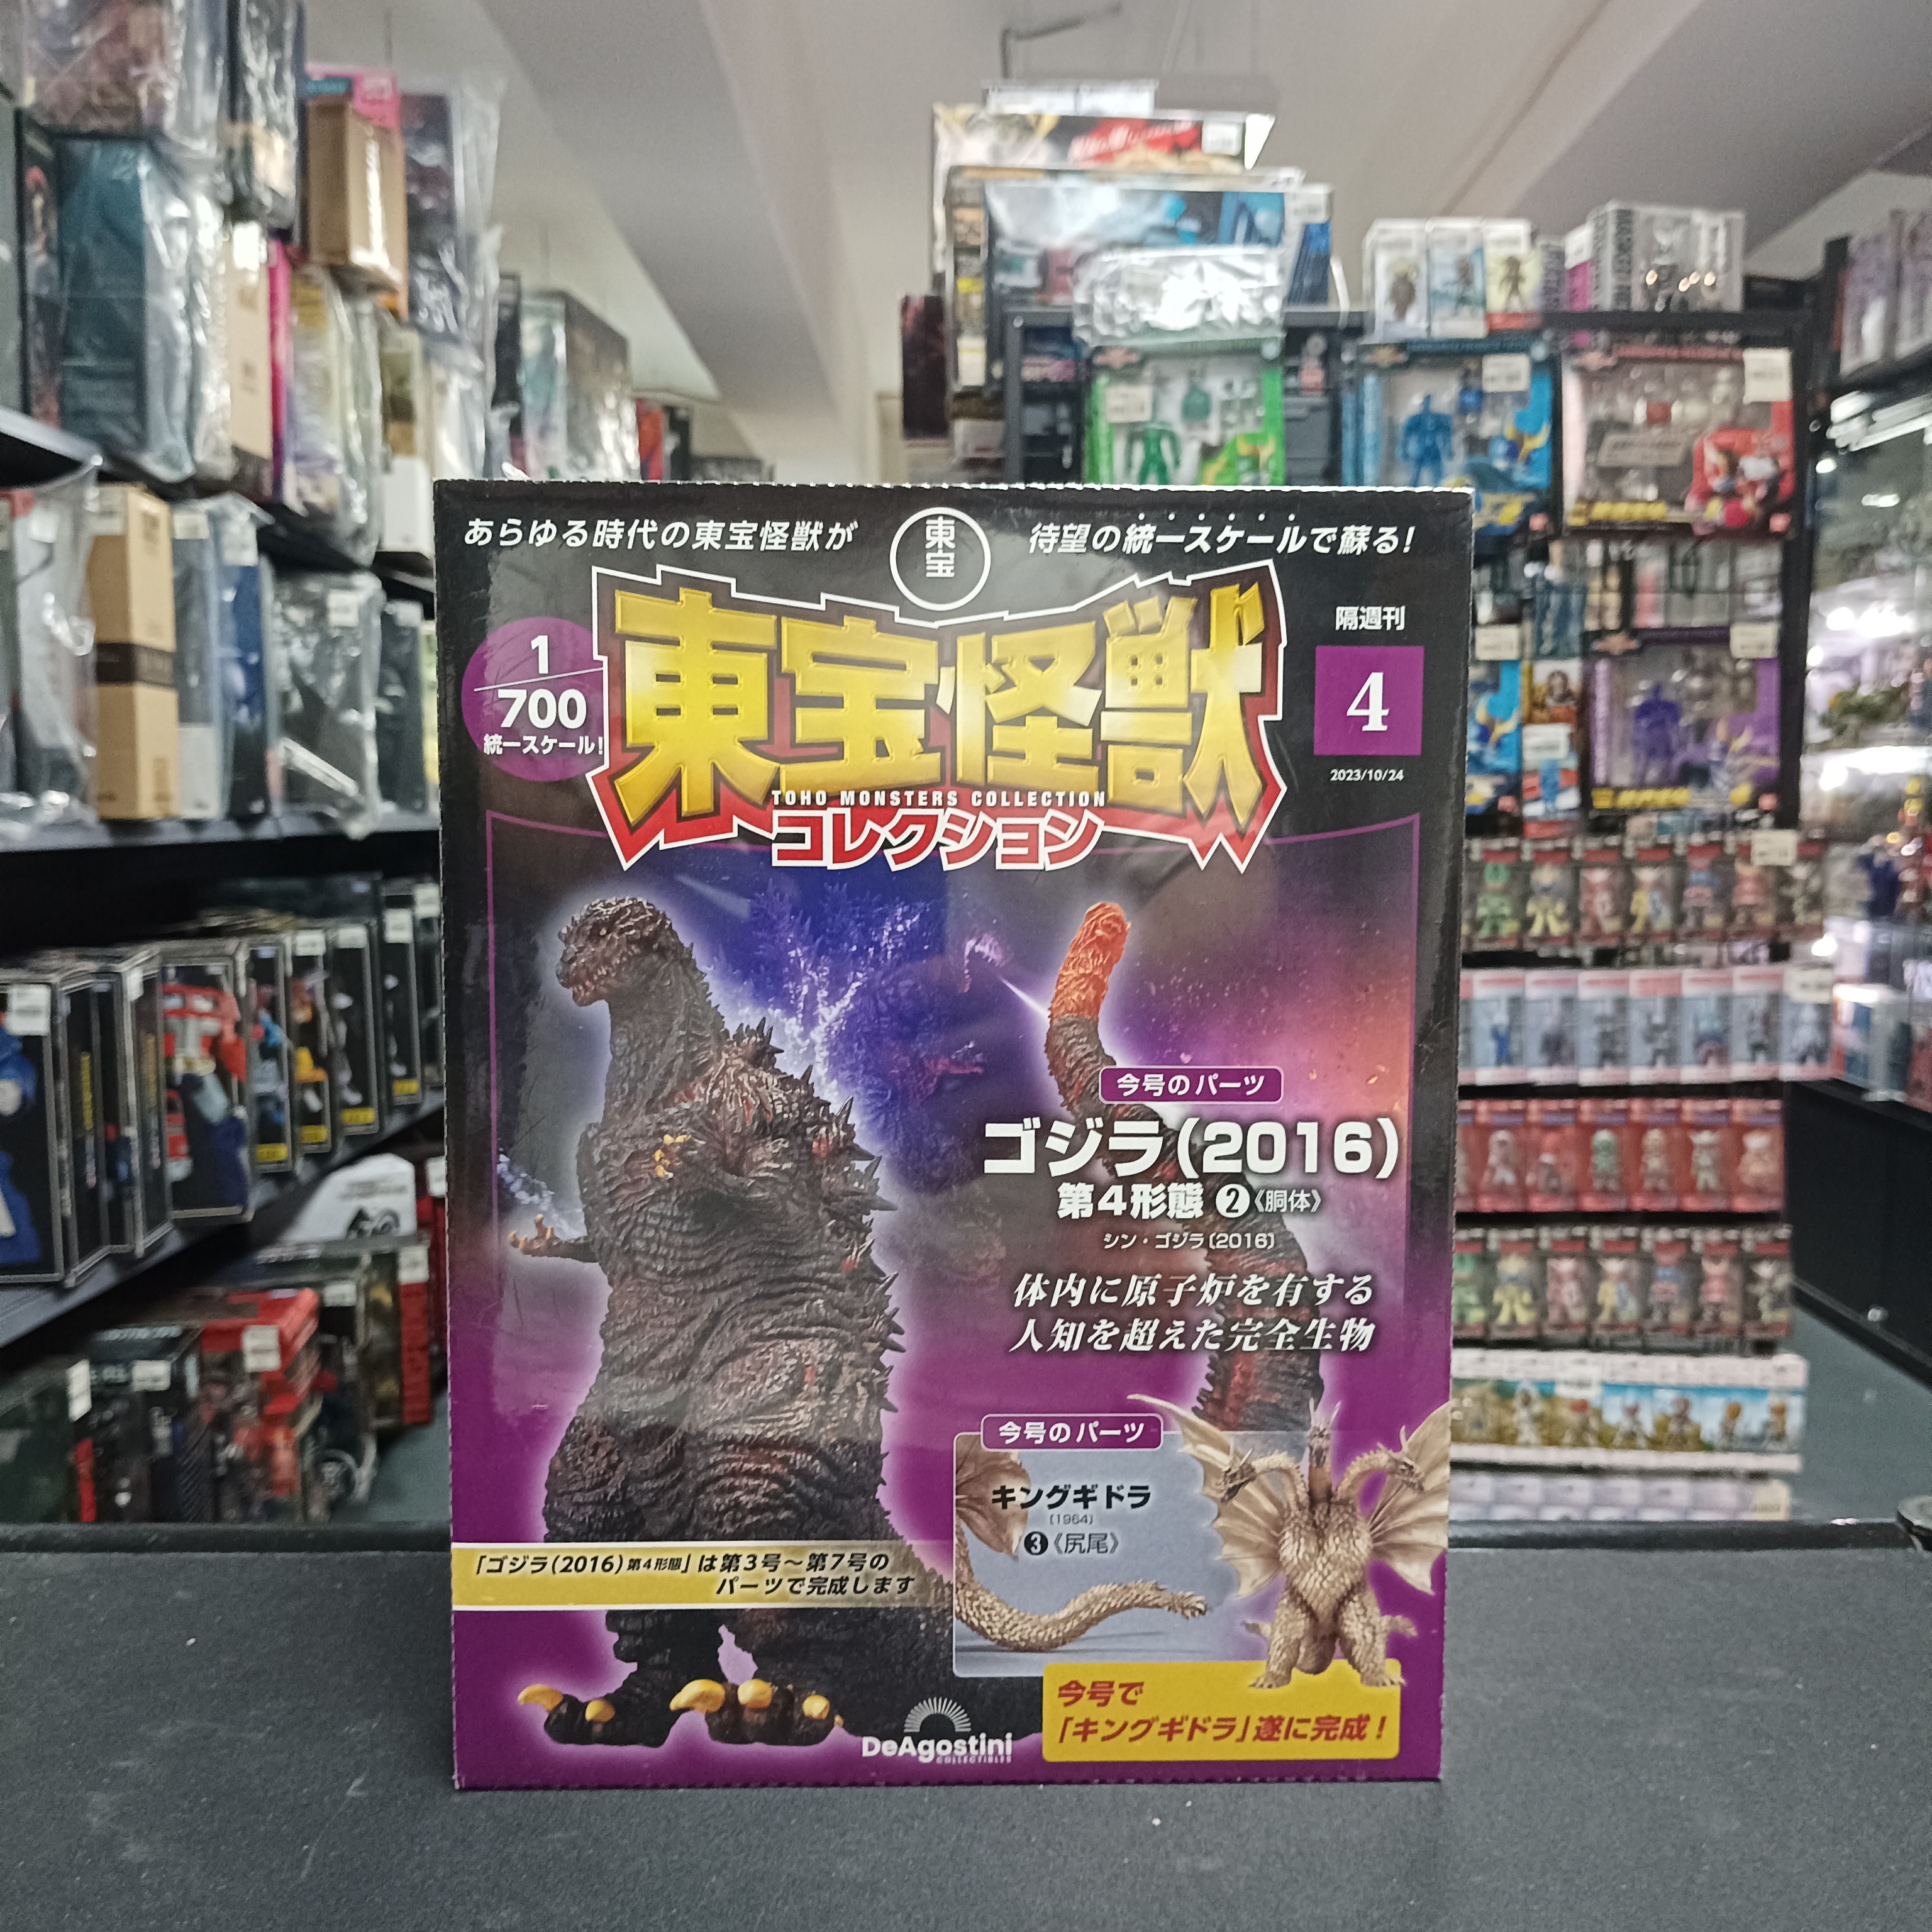 あらゆる時代の東宝怪獣が
東宝
待望の統一スケールで蘇る!
1/700
統一スケール!
東宝怪獣
TOHO MONSTERS COLLECTION
コレクション
隔週刊
4
2023/10/24
今号のパーツ
ゴジラ(2016)
第4形態❷《胴体》
シン・ゴジラ〔2016〕
体内に原子炉を有する
人知を超えた完全生物
今号のパーツ
キングギドラ
〔1964〕
❸《尻尾》
「ゴジラ(2016)第4形態」は第3号~第7号の
パーツで完成します
今号で
「キングギドラ」遂に完成!
DeAgostini
COLLECTIBLES